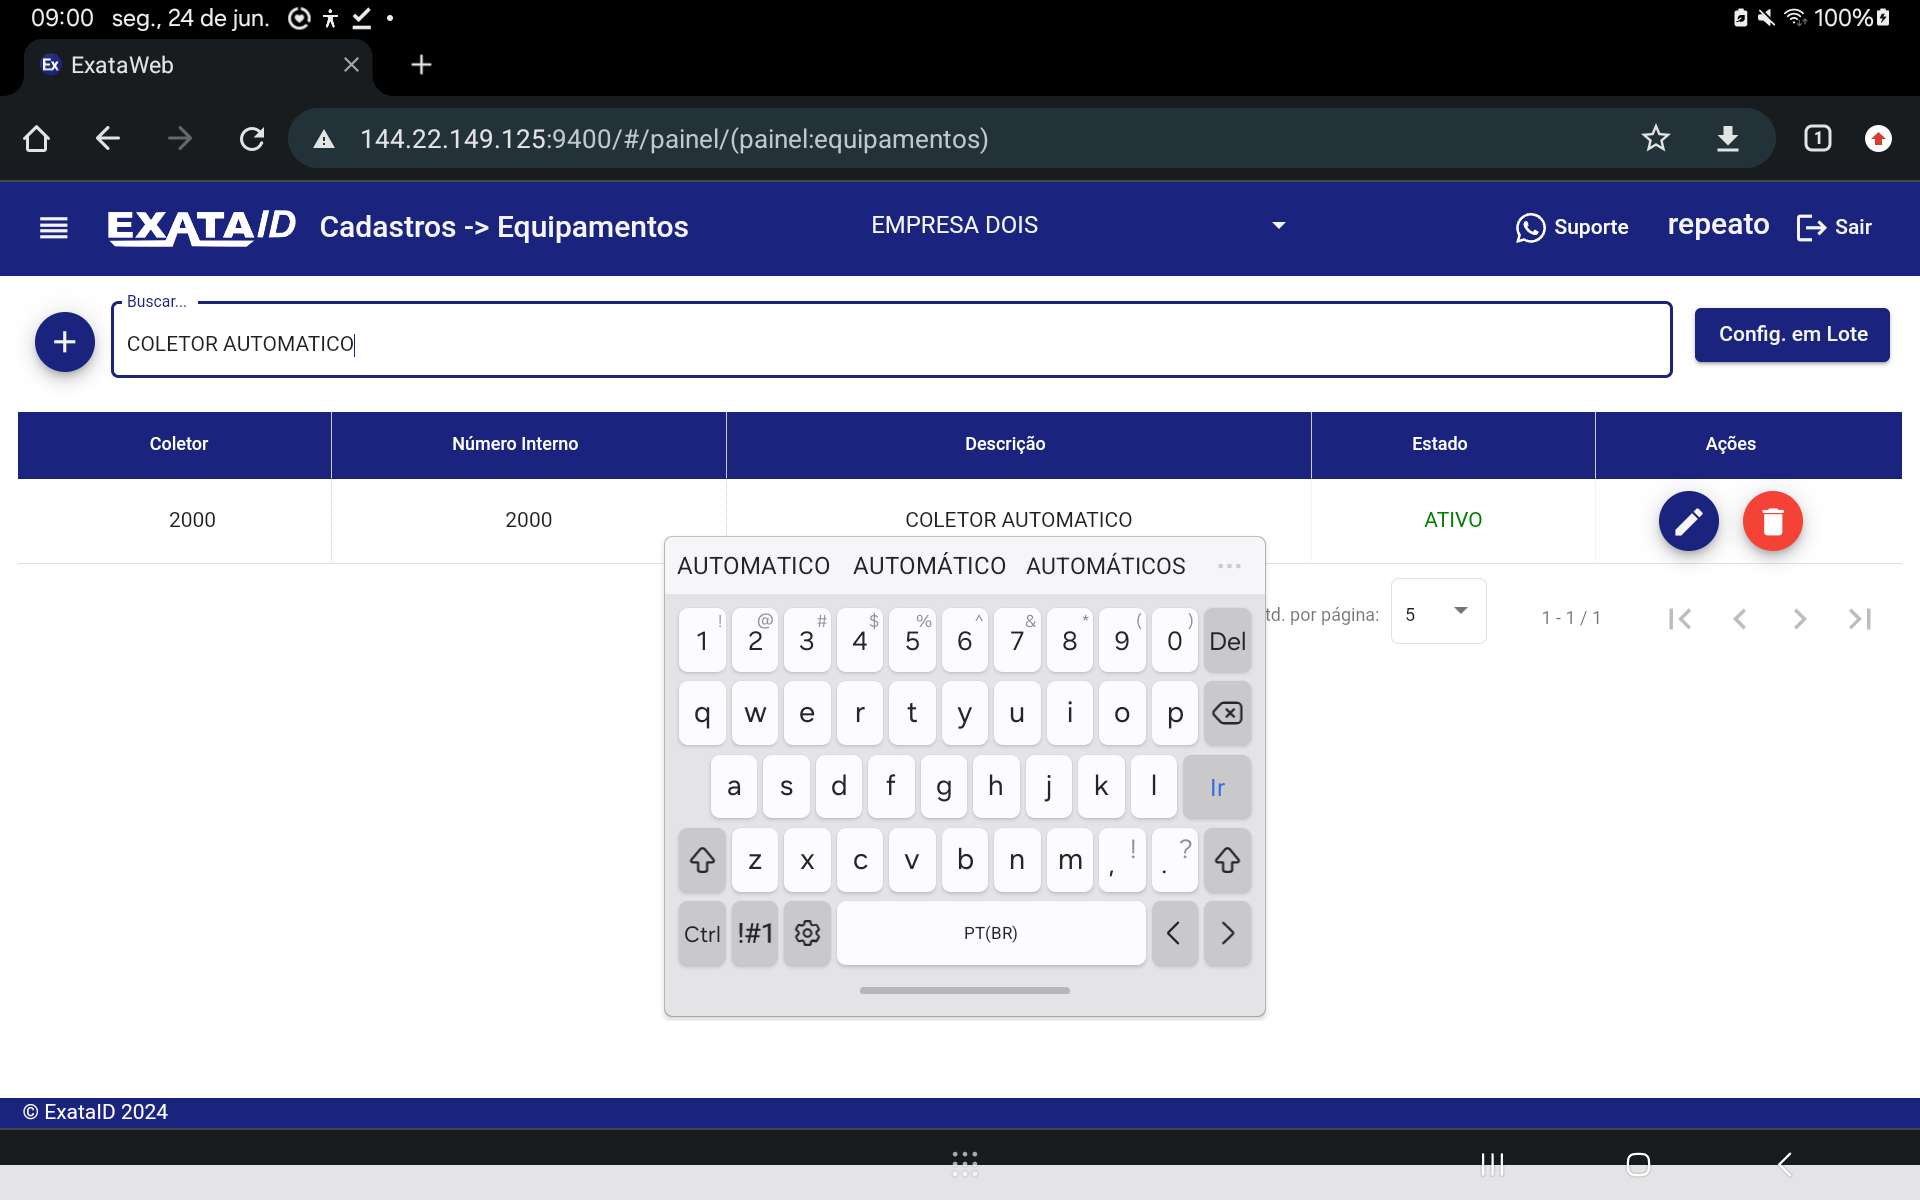 09:00 seg., 24 de jun. 100%
Ex ExataWeb
144.22.149.125:9400/#/painel/(painel:equipamentos) 1
EXATAID Cadastros -> Equipamentos EMPRESA DOIS Suporte repeato Sair
Buscar...
COLETOR AUTOMATICO
Config. em Lote
Coletor Número Interno Descrição Estado Ações
2000 2000 COLETOR AUTOMATICO ATIVO
AUTOMATICO AUTOMÁTICO AUTOMÁTICOS ...
td. por página: 5 1 - 1 / 1
! @ # $ % ^ & * ( )
1 2 3 4 5 6 7 8 9 0 Del
q w e r t y u i o p
a s d f g h j k l Ir
z x c v b n m , ! . ?
Ctrl !#1 PT(BR) < >
© ExataID 2024